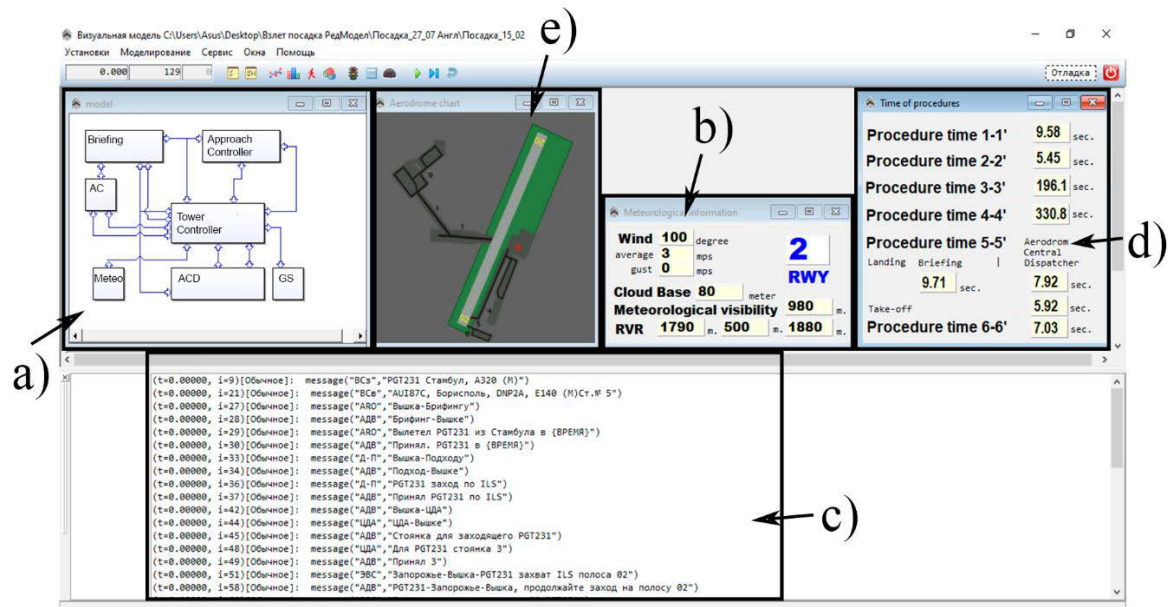 Визуальная модель C:\Users\Asus\Desktop\Взлет посадка РедМодел\Посадка_27_07 Англ\Посадка_15_02
Установки Моделирование Сервис Окна Помощь
0.000 129 0
Отладка
e)
model
Briefing
Approach
Controller
AC
Tower
Controller
Meteo
ACD
GS
a)
Aerodrome chart
02
02
b)
Meteorological information
Wind 100 degree
average 3 mps
gust 0 mps
2
RWY
Cloud Base 80 meter
Meteorological visibility 980 m.
RVR 1790 m. 500 m. 1880 m.
Time of procedures
Procedure time 1-1' 9.58 sec.
Procedure time 2-2' 5.45 sec.
Procedure time 3-3' 196.1 sec.
Procedure time 4-4' 330.8 sec.
Procedure time 5-5' Aerodrom
Central
Landing Briefing | Dispatcher
9.71 sec. 7.92 sec.
Take-off 5.92 sec.
Procedure time 6-6' 7.03 sec.
d)
(t=0.00000, i=9)[Обычное]: message("ВСв","PGT231 Стамбул, А320 (М)")
(t=0.00000, i=21)[Обычное]: message("ВСв","AUI87C, Борисполь, DNP2A, E140 (M)Ст.№ 5")
(t=0.00000, i=27)[Обычное]: message("ARO","Вышка-Брифингу")
(t=0.00000, i=28)[Обычное]: message("АДВ","Брифинг-Вышке")
(t=0.00000, i=29)[Обычное]: message("ARO","Вылетел PGT231 из Стамбула в {ВРЕМЯ}")
(t=0.00000, i=30)[Обычное]: message("АДВ","Принял. PGT231 в {ВРЕМЯ}")
(t=0.00000, i=33)[Обычное]: message("Д-П","Вышка-Подходу")
(t=0.00000, i=34)[Обычное]: message("АДВ","Подход-Вышке")
(t=0.00000, i=36)[Обычное]: message("Д-П","PGT231 заход по ILS")
(t=0.00000, i=37)[Обычное]: message("АДВ","Принял PGT231 по ILS")
(t=0.00000, i=42)[Обычное]: message("АДВ","Вышка-ЦДА")
(t=0.00000, i=44)[Обычное]: message("ЦДА","ЦДА-Вышке")
(t=0.00000, i=45)[Обычное]: message("АДВ","Стоянка для заходящего PGT231")
(t=0.00000, i=48)[Обычное]: message("ЦДА","Для PGT231 стоянка 3")
(t=0.00000, i=49)[Обычное]: message("АДВ","Принял 3")
(t=0.00000, i=51)[Обычное]: message("ЭВС","Запорожье-Вышка-PGT231 захват ILS полоса 02")
(t=0.00000, i=58)[Обычное]: message("АДВ","PGT231-Запорожье-Вышка, продолжайте заход на полосу 02")
c)